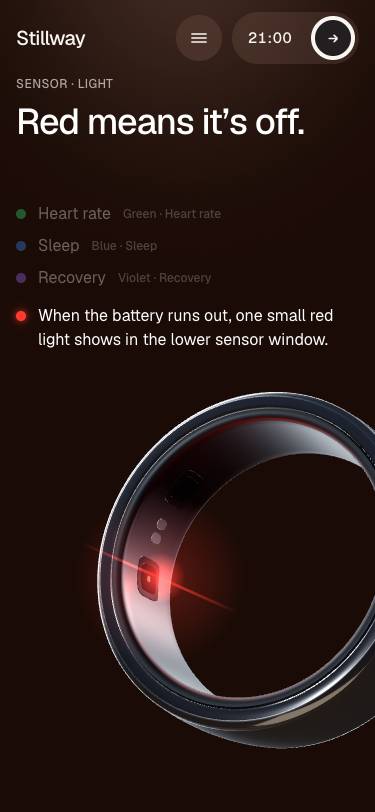 Stillway
21:00
SENSOR · LIGHT
Red means it’s off.
Heart rate Green · Heart rate
Sleep Blue · Sleep
Recovery Violet · Recovery
When the battery runs out, one small red
light shows in the lower sensor window.